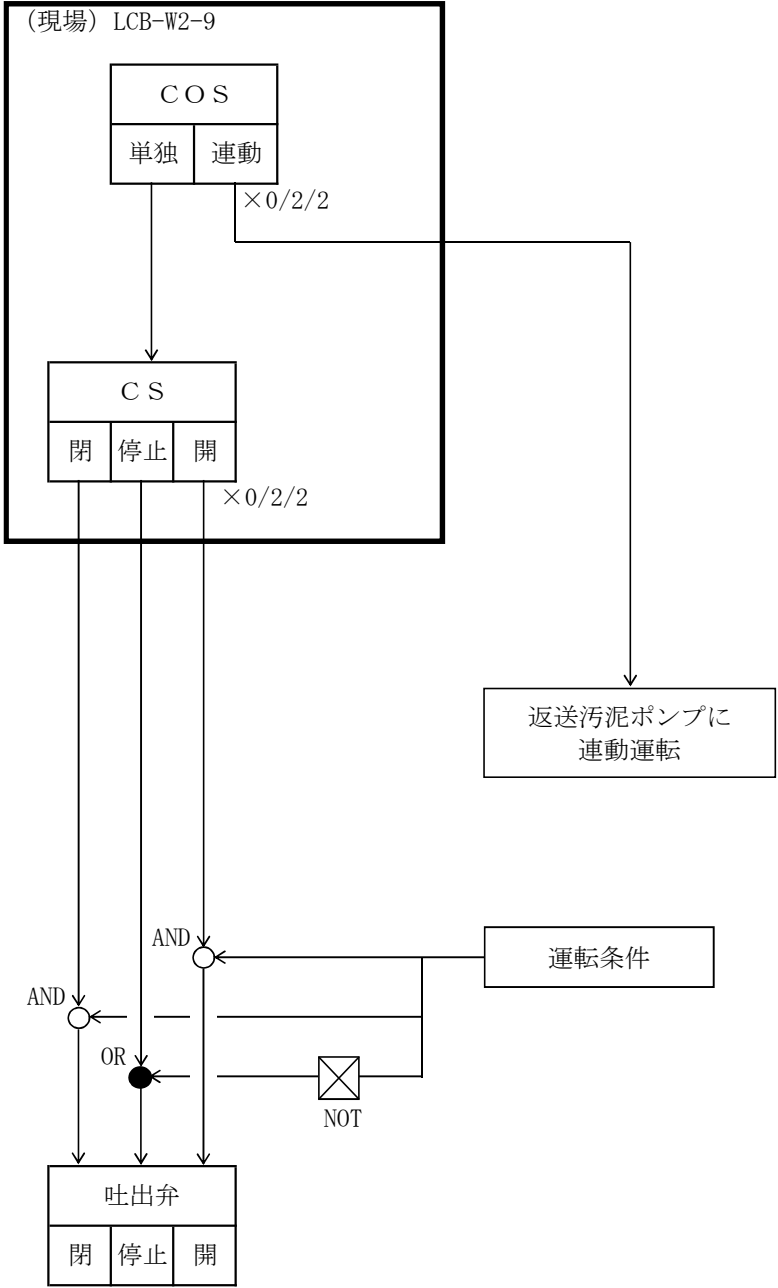 (現場) LCB-W2-9
ＣＯＳ
単独 連動
×0/2/2
ＣＳ
閉 停止 開
×0/2/2
返送汚泥ポンプに
連動運転
AND
運転条件
AND
OR
NOT
吐出弁
閉 停止 開